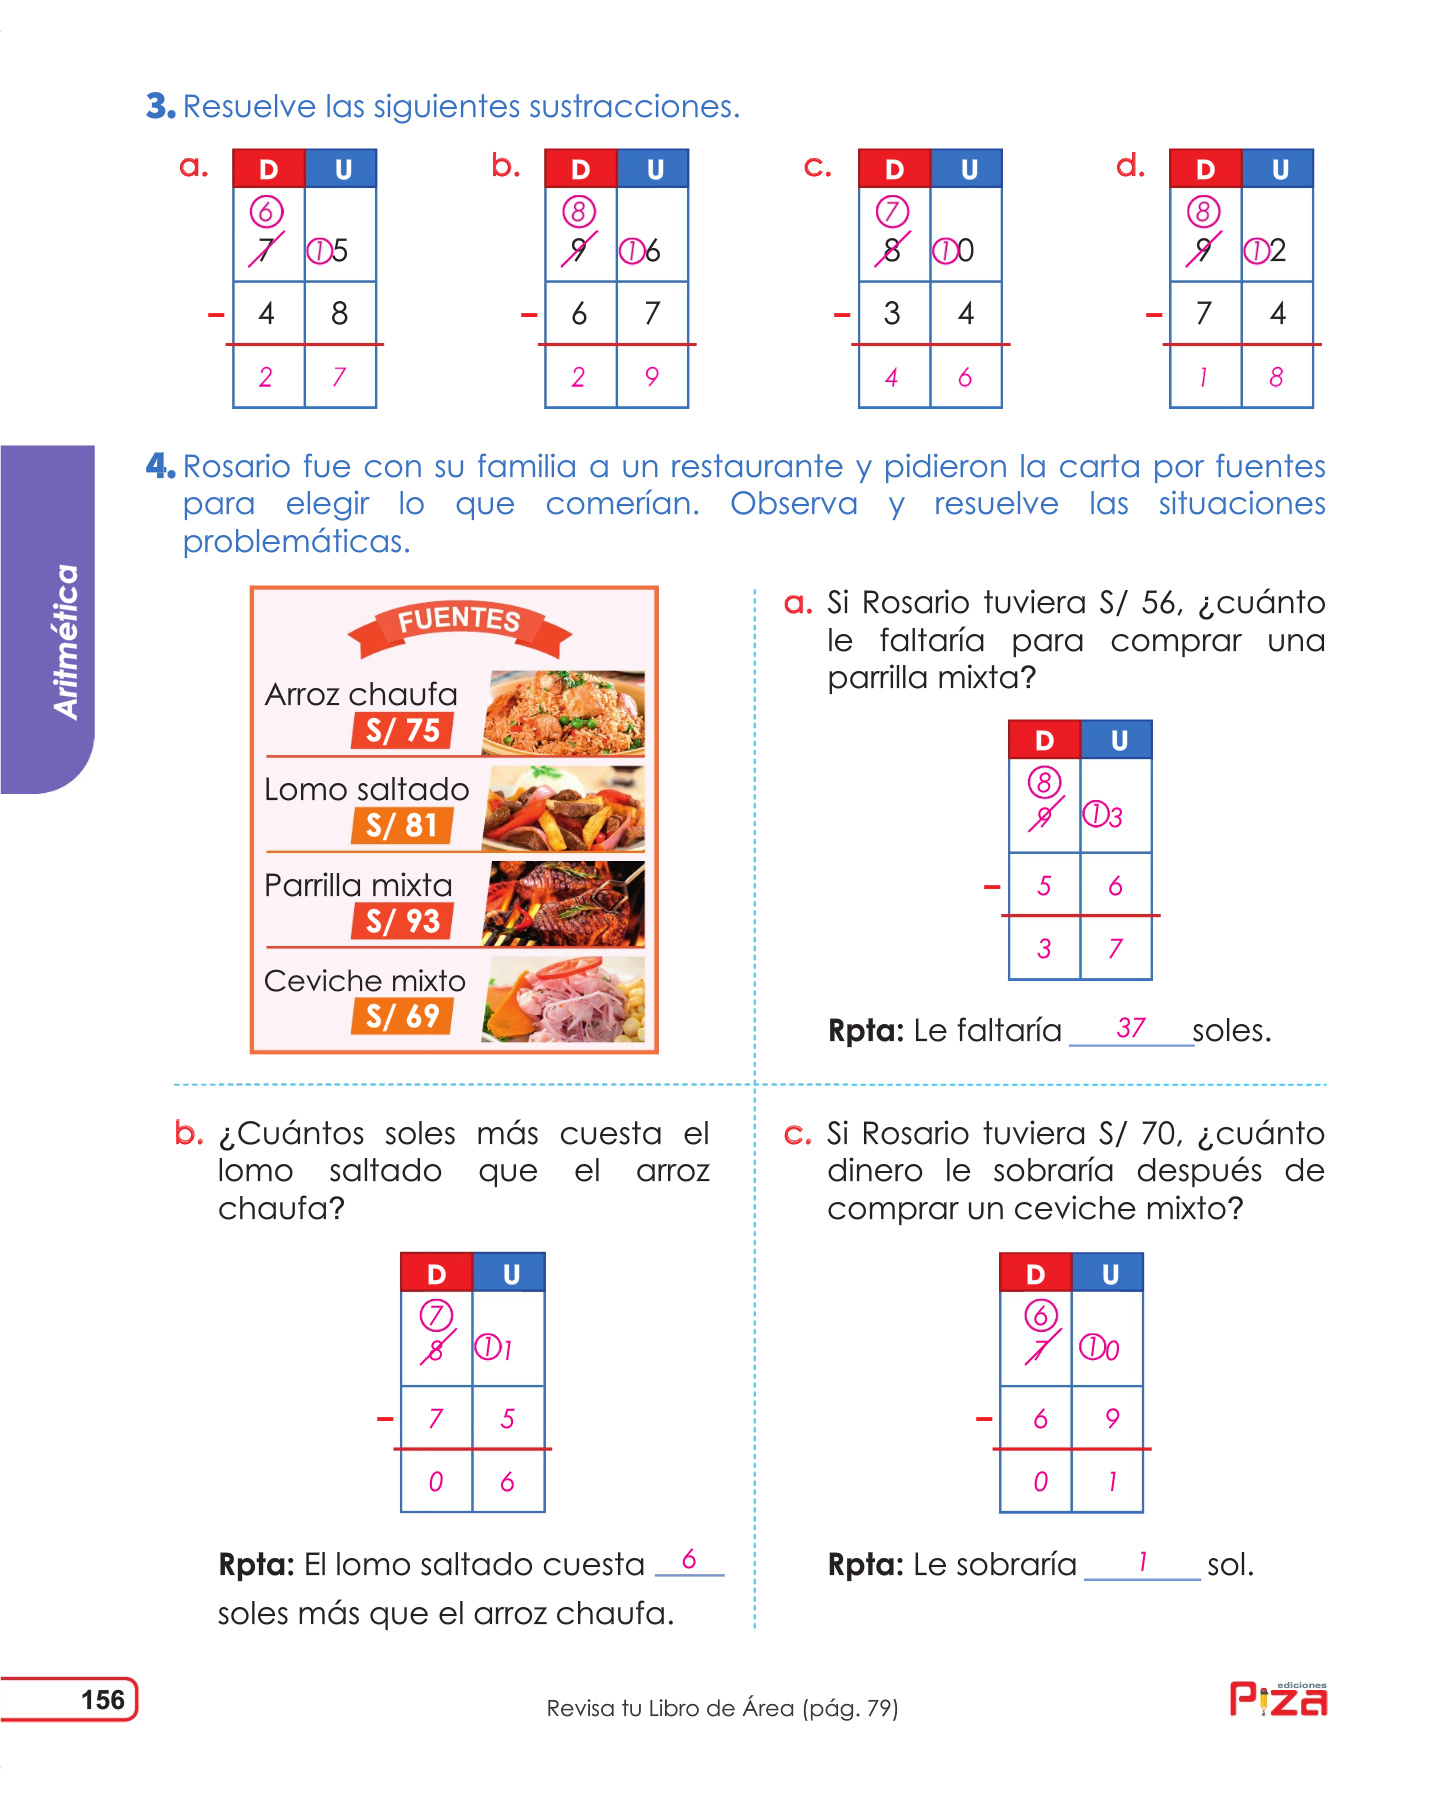 3. Resuelve las siguientes sustracciones.
a. D U
6
7 15
- 4 8
2 7
b. D U
8
9 16
- 6 7
2 9
c. D U
7
8 10
- 3 4
4 6
d. D U
8
9 12
- 7 4
1 8
Aritmética
4. Rosario fue con su familia a un restaurante y pidieron la carta por fuentes
para elegir lo que comerían. Observa y resuelve las situaciones
problemáticas.
FUENTES
Arroz chaufa
S/ 75
Lomo saltado
S/ 81
Parrilla mixta
S/ 93
Ceviche mixto
S/ 69
a. Si Rosario tuviera S/ 56, ¿cuánto
le faltaría para comprar una
parrilla mixta?
D U
8
9 13
- 5 6
3 7
Rpta: Le faltaría 37 soles.
b. ¿Cuántos soles más cuesta el
lomo saltado que el arroz
chaufa?
D U
7
8 11
- 7 5
0 6
Rpta: El lomo saltado cuesta 6
soles más que el arroz chaufa.
c. Si Rosario tuviera S/ 70, ¿cuánto
dinero le sobraría después de
comprar un ceviche mixto?
D U
6
7 10
- 6 9
0 1
Rpta: Le sobraría 1 sol.
156
Revisa tu Libro de Área (pág. 79)
ediciones
Piza